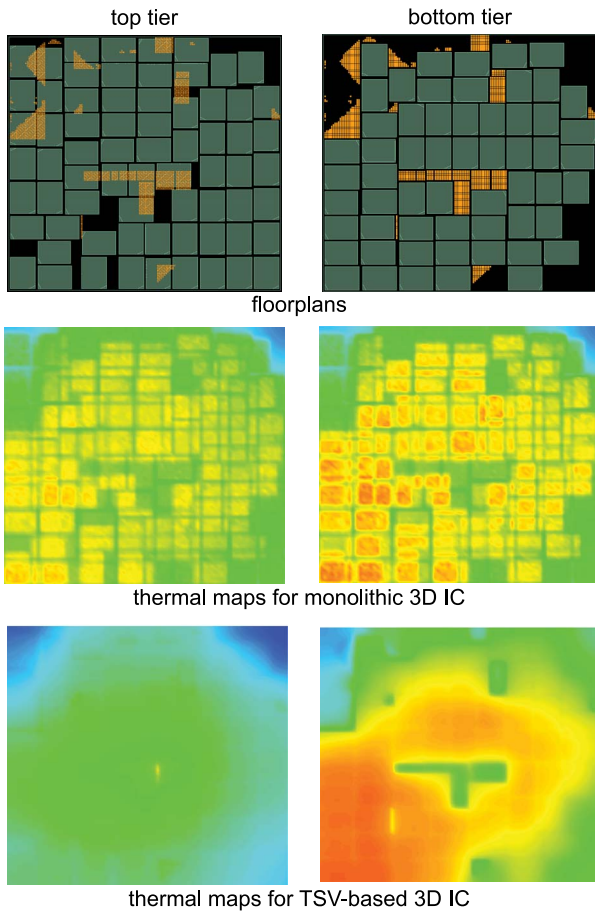 top tier
bottom tier
floorplans
thermal maps for monolithic 3D IC
thermal maps for TSV-based 3D IC